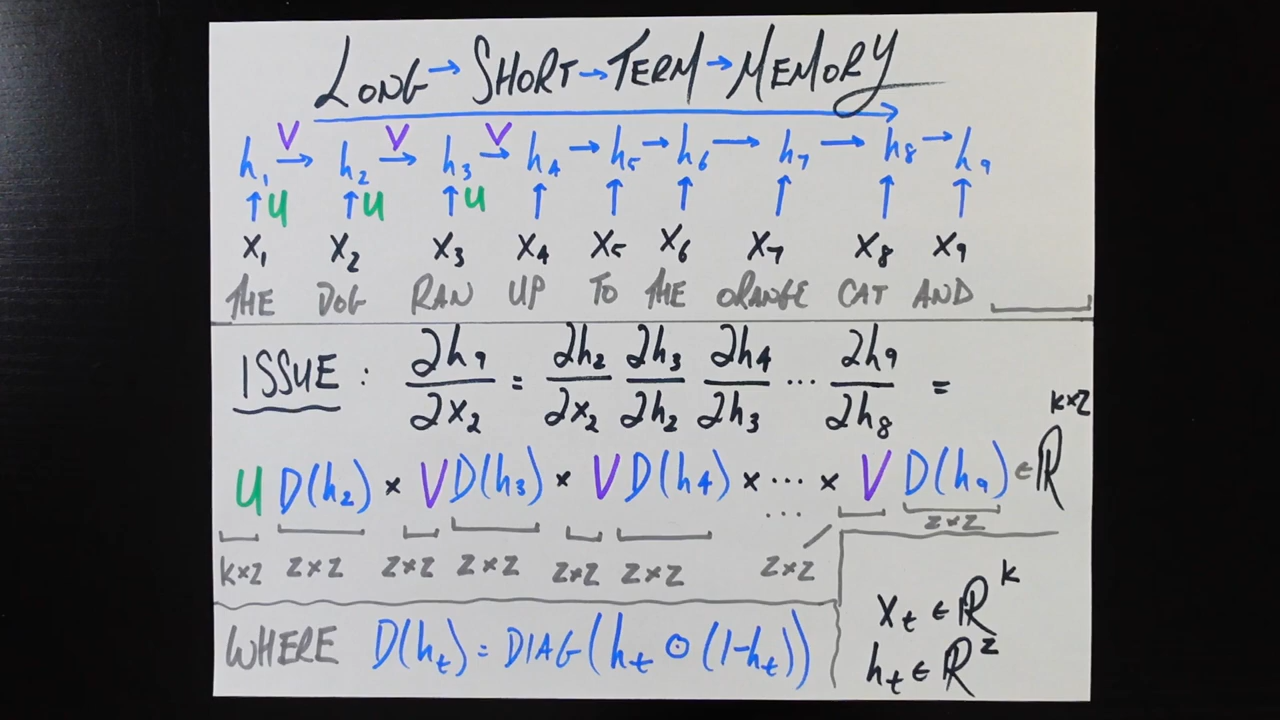 LONG → SHORT → TERM → MEMORY
V V V
h₁ → h₂ → h₃ → h₄ → h₅ → h₆ → h₇ → h₈ → h₉
↑ U ↑ U ↑ U ↑ ↑ ↑ ↑ ↑ ↑
x₁ x₂ x₃ x₄ x₅ x₆ x₇ x₈ x₉
THE DOG RAN UP TO THE ORANGE CAT AND ____
ISSUE : ∂h₉/∂x₂ = ∂h₂/∂x₂ ∂h₃/∂h₂ ∂h₄/∂h₃ ... ∂h₉/∂h₈ =
U D(h₂) × V D(h₃) × V D(h₄) × ... × V D(h₉) ∈ ℝ^(k×z)
k×z z×z z×z z×z z×z z×z ... z×z z×z
WHERE D(hₜ) = DIAG(hₜ ⊙ (1-hₜ))
xₜ ∈ ℝ^k
hₜ ∈ ℝ^z